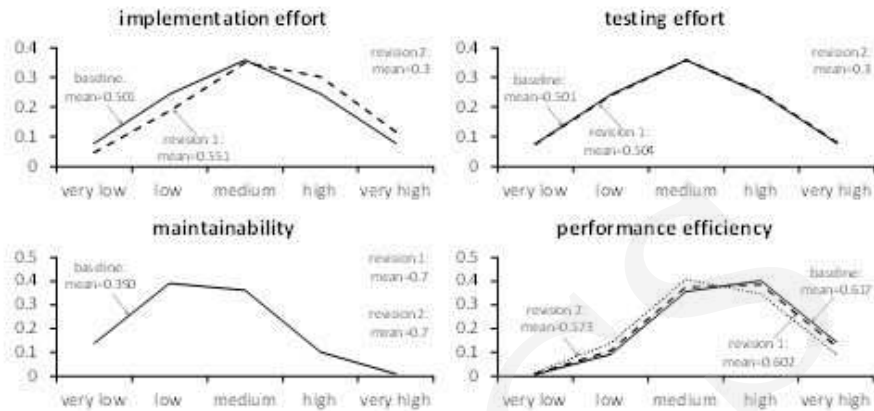 implementation effort
0.4
0.3
0.2
0.1
0
baseline:
mean=0.501
revision 1:
mean=0.551
revision 2:
mean=0.3
very low low medium high very high
testing effort
0.4
0.3
0.2
0.1
0
baseline:
mean=0.501
revision 1:
mean=0.504
revision 2:
mean=0.3
very low low medium high very high
maintainability
0.5
0.4
0.3
0.2
0.1
0
baseline:
mean=0.350
revision 1:
mean=0.7
revision 2:
mean=0.7
very low low medium high very high
performance efficiency
0.5
0.4
0.3
0.2
0.1
0
revision 2:
mean=0.573
baseline:
mean=0.617
revision 1:
mean=0.602
very low low medium high very high